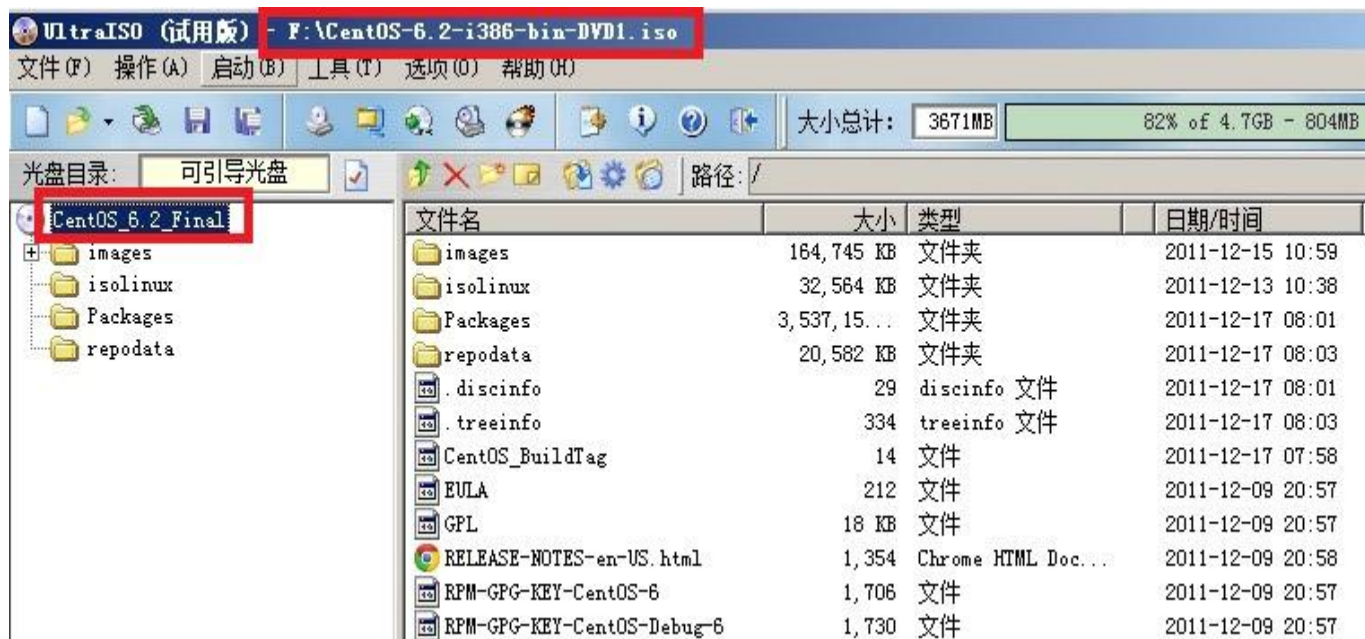 UltraISO (试用版) - F:\CentOS-6.2-i386-bin-DVD1.iso
文件(F) 操作(A) 启动(B) 工具(T) 选项(O) 帮助(H)
大小总计: 3671MB 82% of 4.7GB - 804MB
光盘目录: 可引导光盘 路径: /
CentOS_6.2_Final
images
isolinux
Packages
repodata
文件名 大小 类型 日期/时间
images 164,745 KB 文件夹 2011-12-15 10:59
isolinux 32,564 KB 文件夹 2011-12-13 10:38
Packages 3,537,15... 文件夹 2011-12-17 08:01
repodata 20,582 KB 文件夹 2011-12-17 08:03
.discinfo 29 discinfo 文件 2011-12-17 08:01
.treeinfo 334 treeinfo 文件 2011-12-17 08:03
CentOS_BuildTag 14 文件 2011-12-17 07:58
EULA 212 文件 2011-12-09 20:57
GPL 18 KB 文件 2011-12-09 20:57
RELEASE-NOTES-en-US.html 1,354 Chrome HTML Doc... 2011-12-09 20:58
RPM-GPG-KEY-CentOS-6 1,706 文件 2011-12-09 20:57
RPM-GPG-KEY-CentOS-Debug-6 1,730 文件 2011-12-09 20:57